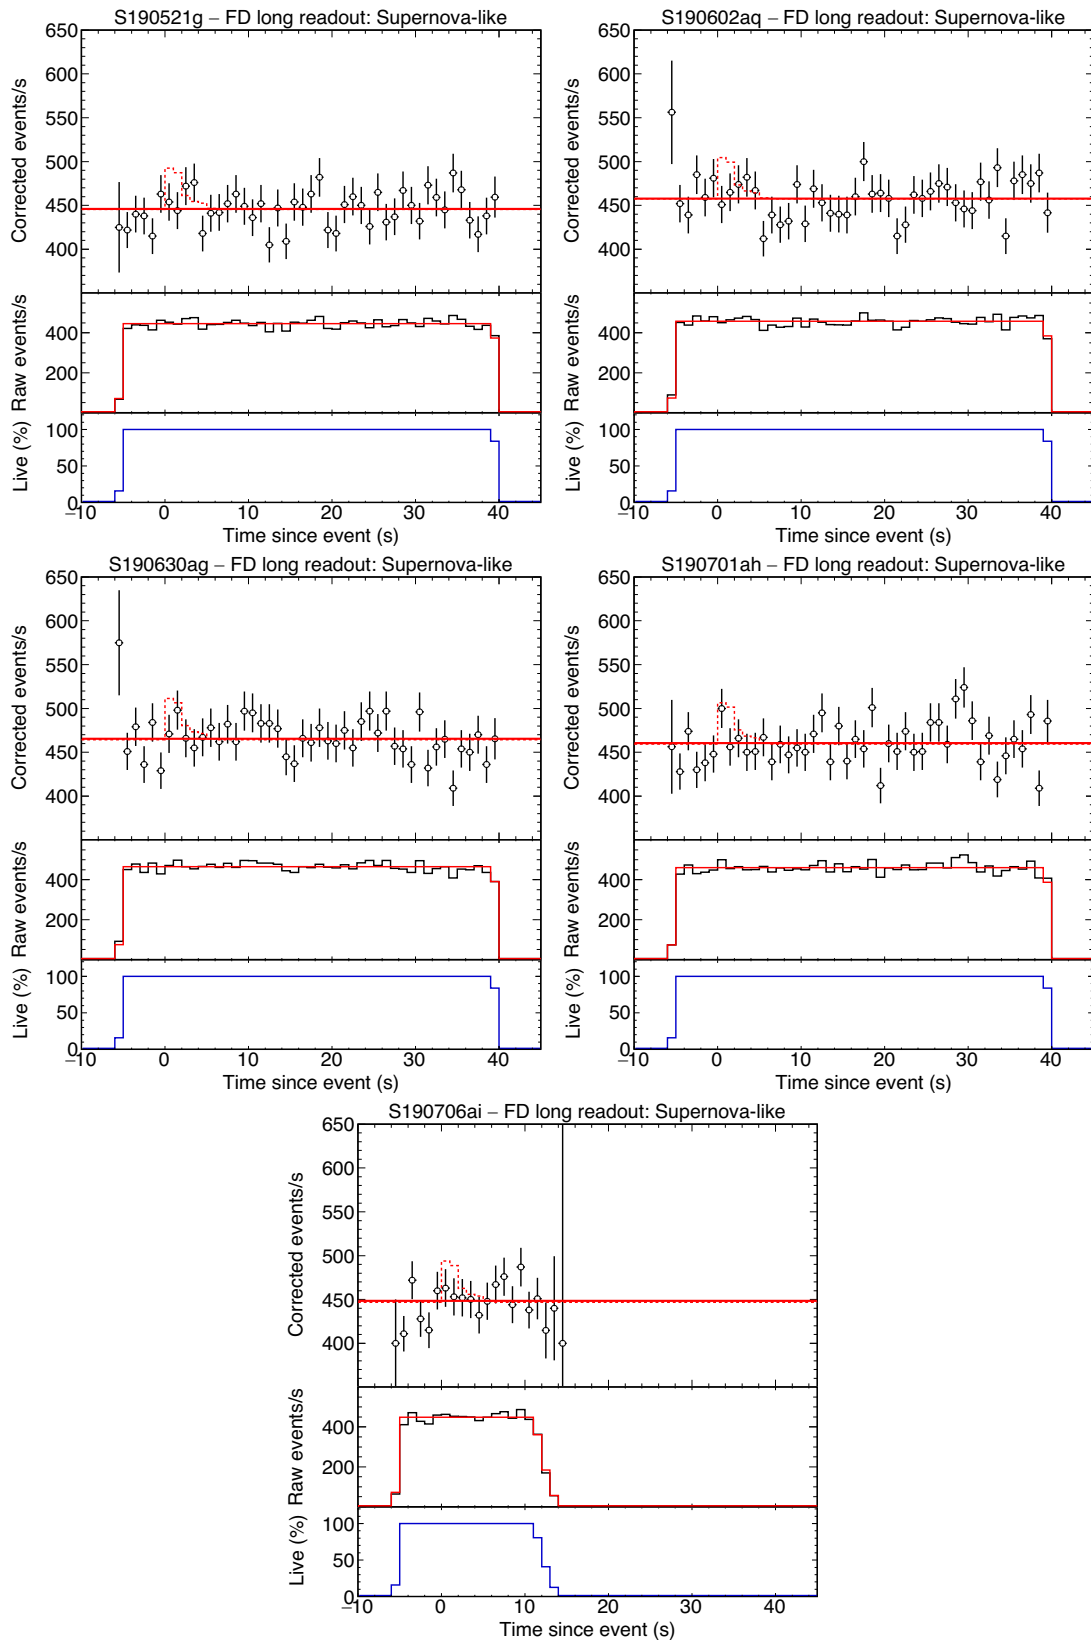 S190521g – FD long readout: Supernova-like
650
600
550
500
450
400
Corrected events/s
400
200
Raw events/s
100
50
0
Live (%)
−10 0 10 20 30 40
Time since event (s)
S190602aq – FD long readout: Supernova-like
650
600
550
500
450
400
Corrected events/s
400
200
Raw events/s
100
50
0
Live (%)
−10 0 10 20 30 40
Time since event (s)
S190630ag – FD long readout: Supernova-like
650
600
550
500
450
400
Corrected events/s
400
200
Raw events/s
100
50
0
Live (%)
−10 0 10 20 30 40
Time since event (s)
S190701ah – FD long readout: Supernova-like
650
600
550
500
450
400
Corrected events/s
400
200
Raw events/s
100
50
0
Live (%)
−10 0 10 20 30 40
Time since event (s)
S190706ai – FD long readout: Supernova-like
650
600
550
500
450
400
Corrected events/s
400
200
Raw events/s
100
50
0
Live (%)
−10 0 10 20 30 40
Time since event (s)